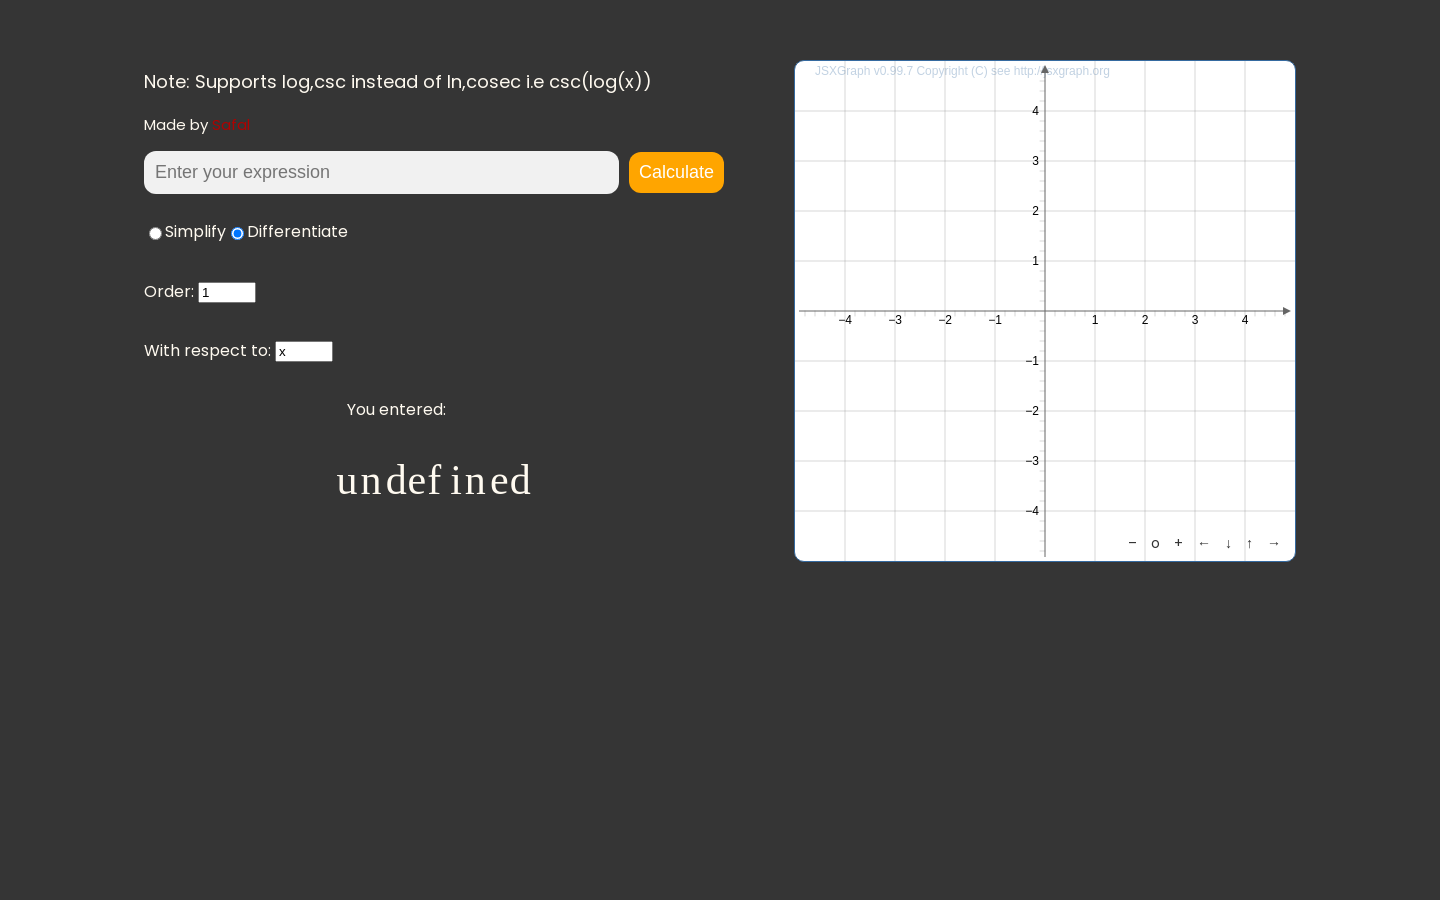 Note: Supports log,csc instead of ln,cosec i.e csc(log(x))
Made by
Enter your expression
Calculate
Simplify Differentiate
Order: 1
With respect to: x
You entered:
undefined
JSXGraph v0.99.7 Copyright (C) see http://jsxgraph.org
4
3
2
1
−4 −3 −2 −1 1 2 3 4
−1
−2
−3
−4
− o + ← ↓ ↑ →